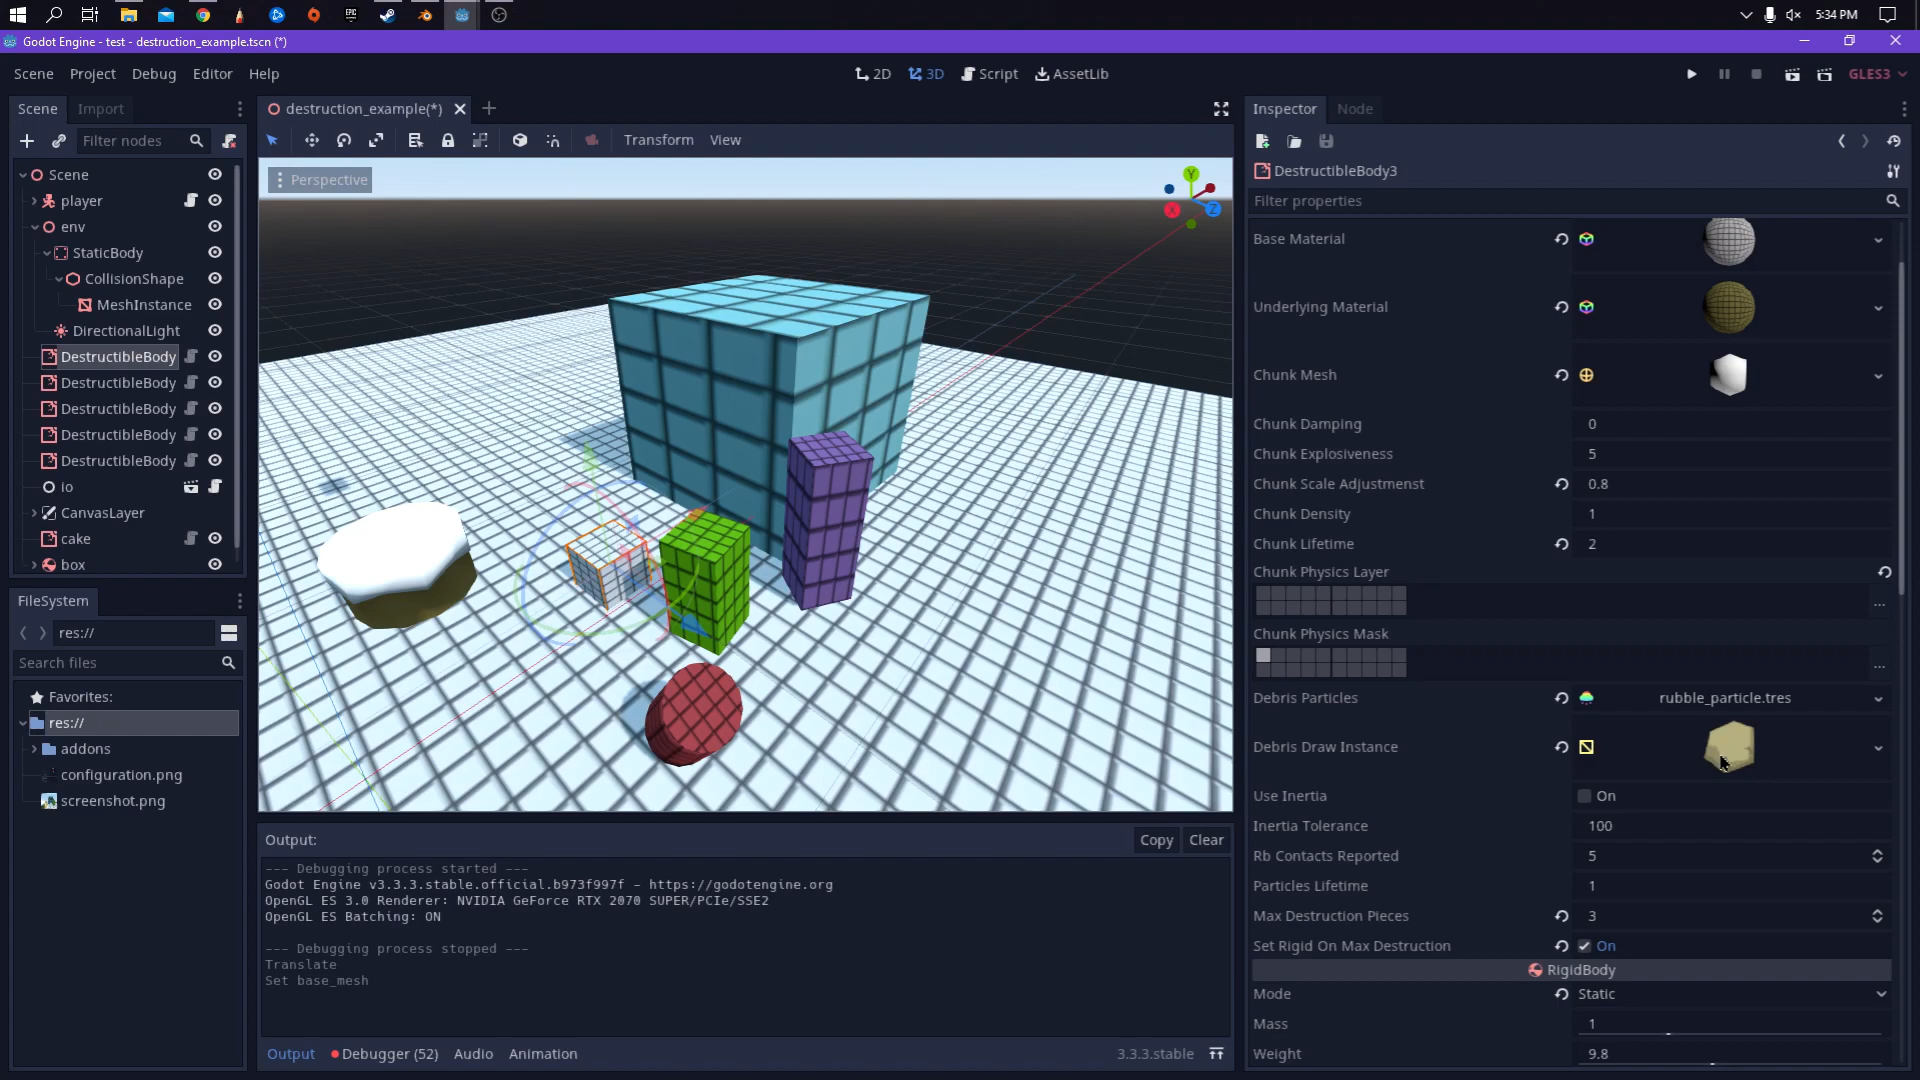 5:34 PM
Godot Engine - test - destruction_example.tscn (*)
Scene Project Debug Editor Help
2D 3D Script AssetLib
GLES3
Scene Import
destruction_example(*)
Inspector Node
Filter nodes
Transform View
DestructibleBody3
Filter properties
Scene
player
env
StaticBody
CollisionShape
MeshInstance
DirectionalLight
DestructibleBody
DestructibleBody
DestructibleBody
DestructibleBody
DestructibleBody
io
CanvasLayer
cake
box
FileSystem
res://
Search files
Favorites:
res://
addons
configuration.png
screenshot.png
Perspective
Y
X
Z
Output:
Copy Clear
--- Debugging process started ---
Godot Engine v3.3.3.stable.official.b973f997f - https://godotengine.org
OpenGL ES 3.0 Renderer: NVIDIA GeForce RTX 2070 SUPER/PCIe/SSE2
OpenGL ES Batching: ON
--- Debugging process stopped ---
Translate
Set base_mesh
Output Debugger (52) Audio Animation 3.3.3.stable
Base Material
Underlying Material
Chunk Mesh
Chunk Damping 0
Chunk Explosiveness 5
Chunk Scale Adjustmenst 0.8
Chunk Density 1
Chunk Lifetime 2
Chunk Physics Layer
...
Chunk Physics Mask
...
Debris Particles rubble_particle.tres
Debris Draw Instance
Use Inertia On
Inertia Tolerance 100
Rb Contacts Reported 5
Particles Lifetime 1
Max Destruction Pieces 3
Set Rigid On Max Destruction On
RigidBody
Mode Static
Mass 1
Weight 9.8